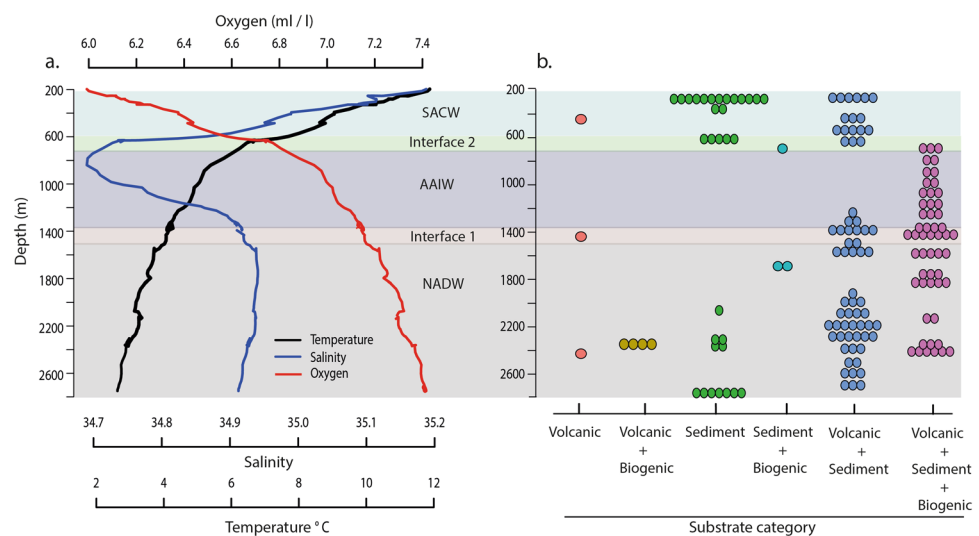 Oxygen (ml / l)
6.0 6.2 6.4 6.6 6.8 7.0 7.2 7.4
a.
200
600
1000
1400
1800
2200
2600
Depth (m)
SACW
Interface 2
AAIW
Interface 1
NADW
Temperature
Salinity
Oxygen
34.7 34.8 34.9 35.0 35.1 35.2
Salinity
2 4 6 8 10 12
Temperature °C
b.
200
600
1000
1400
1800
2200
2600
Volcanic
Volcanic
+
Biogenic
Sediment
Sediment
+
Biogenic
Volcanic
+
Sediment
Volcanic
+
Sediment
+
Biogenic
Substrate category